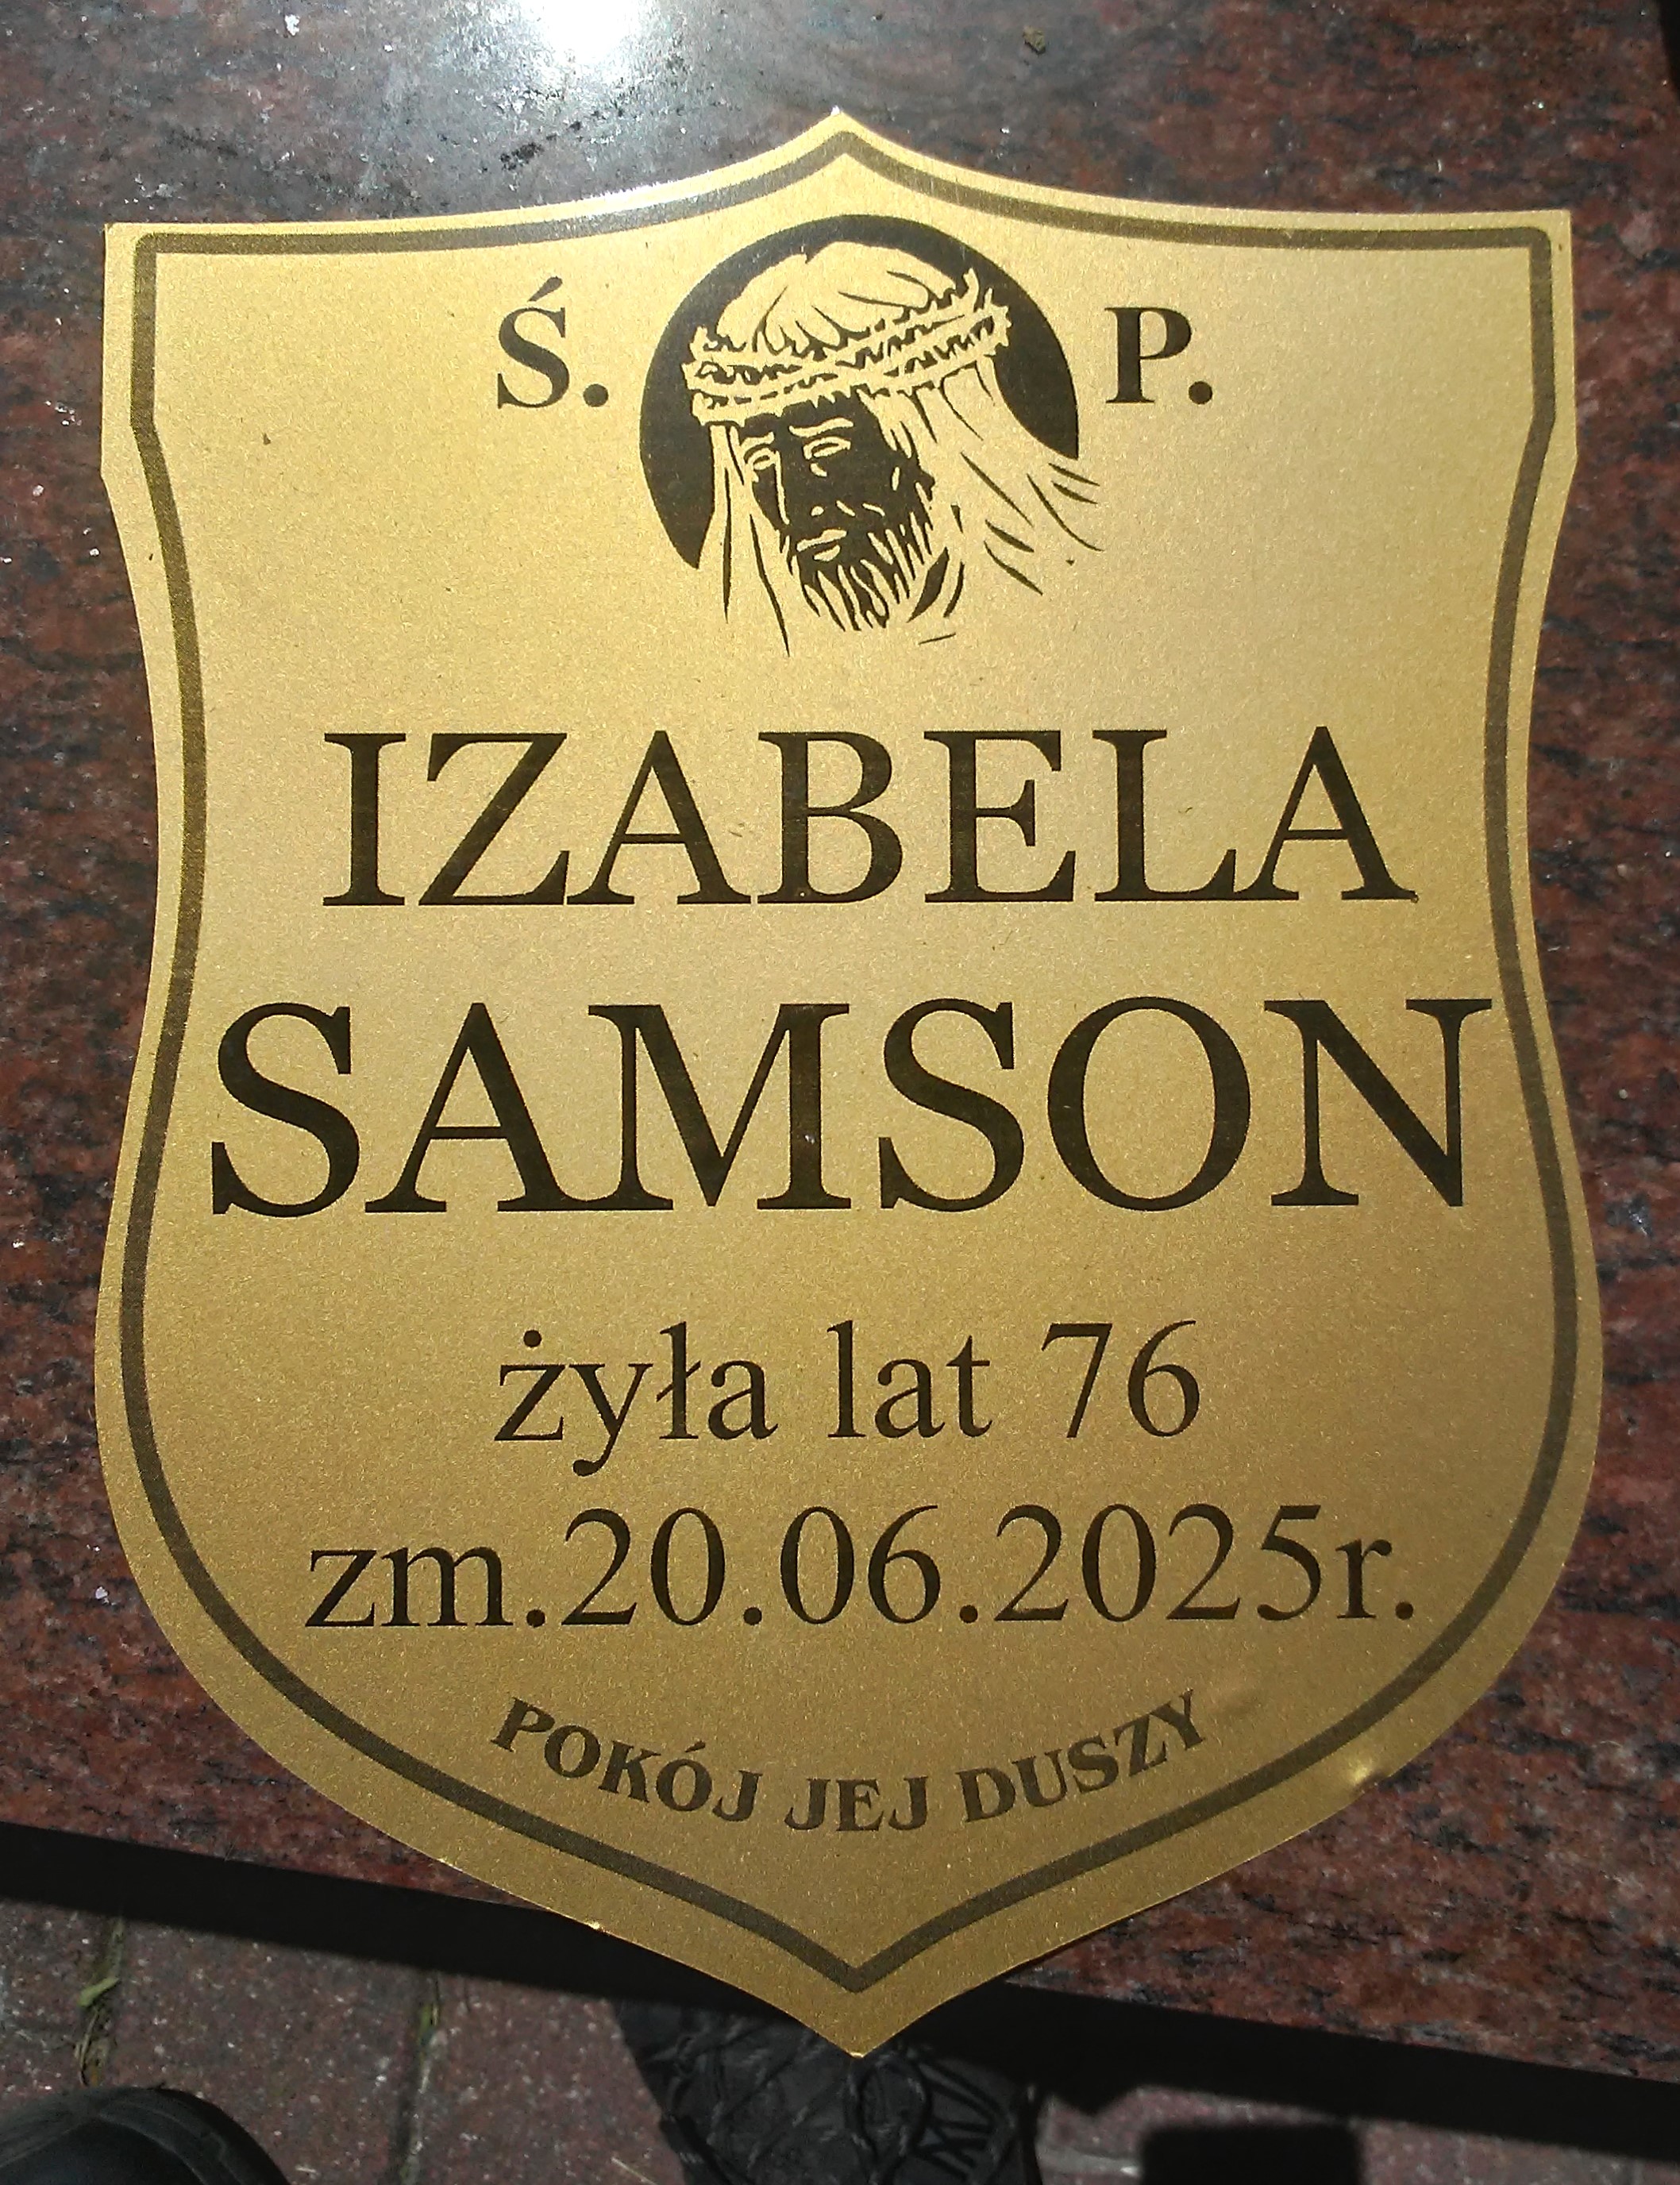 Ś. P.
IZABELA
SAMSON
żyła lat 76
zm.20.06.2025r.
POKÓJ JEJ DUSZY